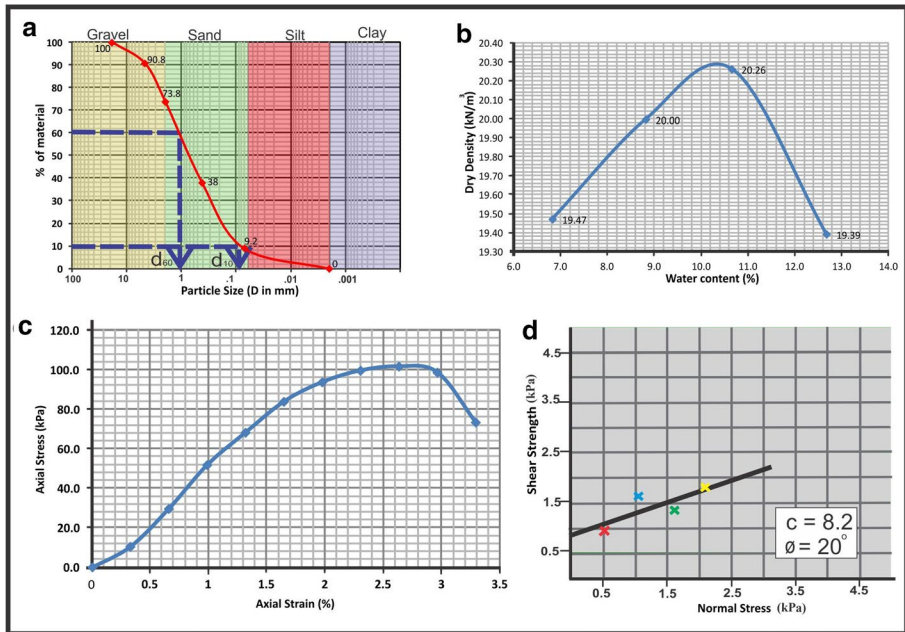 a
Gravel Sand Silt Clay
100
90
80
70
60
50
40
30
20
10
0
% of material
100
90.8
73.8
38
9.2
0
d60 d10
100 10 1 .1 .01 .001
Particle Size (D in mm)
b
20.40
20.30
20.20
20.10
20.00
19.90
19.80
19.70
19.60
19.50
19.40
19.30
Dry Density (kN/m³)
20.26
20.00
19.47
19.39
6.0 7.0 8.0 9.0 10.0 11.0 12.0 13.0 14.0
Water content (%)
c
120.0
100.0
80.0
60.0
40.0
20.0
0.0
Axial Stress (kPa)
0 0.5 1 1.5 2 2.5 3 3.5
Axial Strain (%)
d
4.5
3.5
2.5
1.5
0.5
Shear Strength (kPa)
c = 8.2
ø = 20°
0.5 1.5 2.5 3.5 4.5
Normal Stress (kPa)